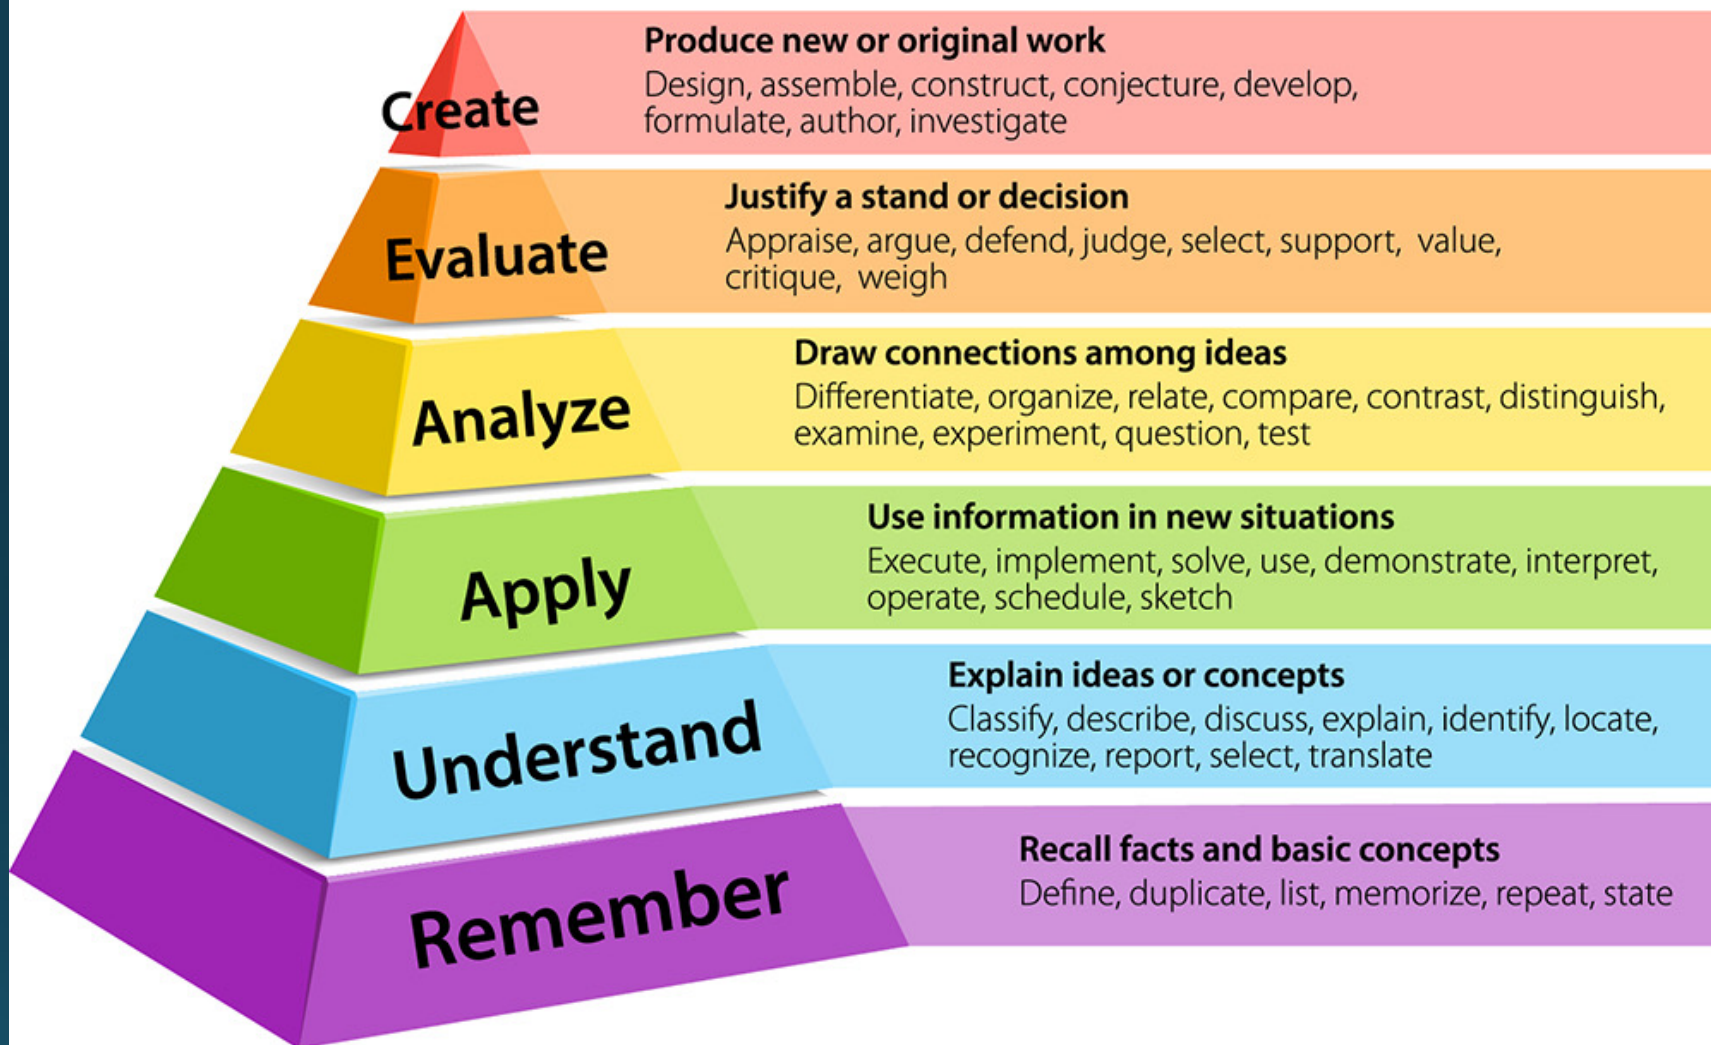 Create
Produce new or original work
Design, assemble, construct, conjecture, develop,
formulate, author, investigate
Evaluate
Justify a stand or decision
Appraise, argue, defend, judge, select, support, value,
critique, weigh
Analyze
Draw connections among ideas
Differentiate, organize, relate, compare, contrast, distinguish,
examine, experiment, question, test
Apply
Use information in new situations
Execute, implement, solve, use, demonstrate, interpret,
operate, schedule, sketch
Understand
Explain ideas or concepts
Classify, describe, discuss, explain, identify, locate,
recognize, report, select, translate
Remember
Recall facts and basic concepts
Define, duplicate, list, memorize, repeat, state